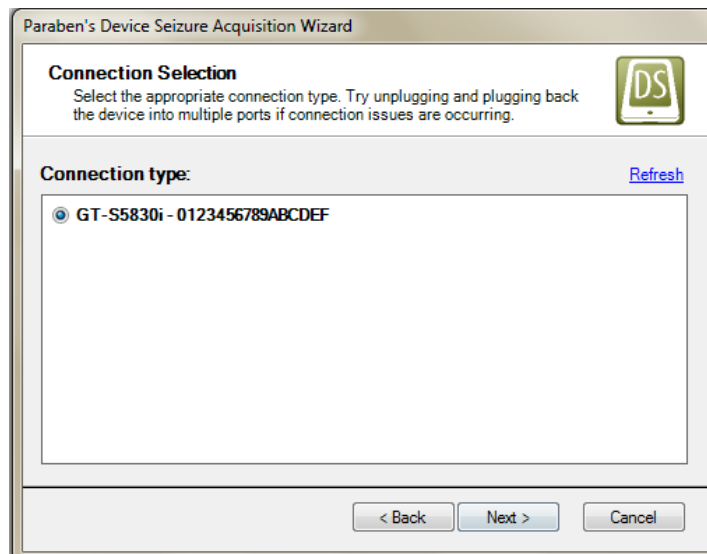 Paraben's Device Seizure Acquisition Wizard
Connection Selection
Select the appropriate connection type. Try unplugging and plugging back
the device into multiple ports if connection issues are occurring.
DS
Connection type:
Refresh
GT-S5830i - 0123456789ABCDEF
< Back
Next >
Cancel